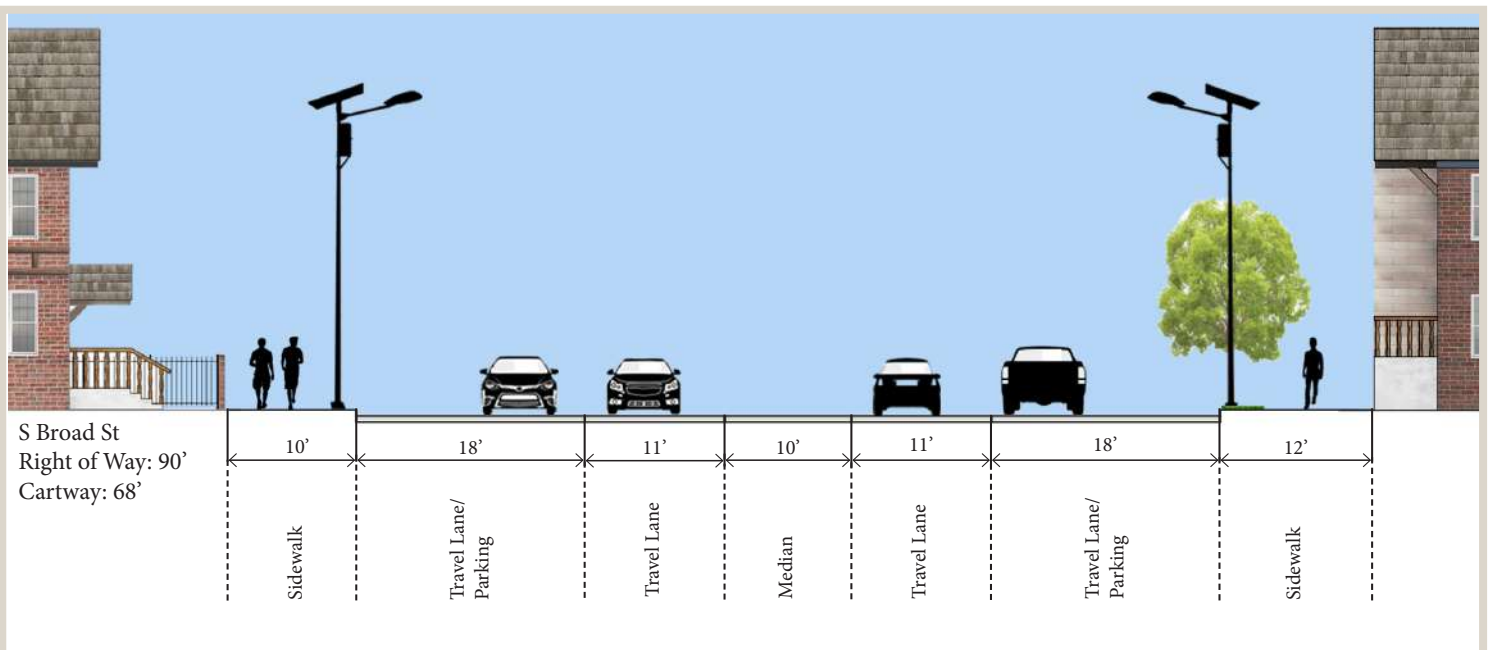 S Broad St
Right of Way: 90’
Cartway: 68’
10’
18’
11’
10’
11’
18’
12’
Sidewalk
Travel Lane/
Parking
Travel Lane
Median
Travel Lane
Travel Lane/
Parking
Sidewalk